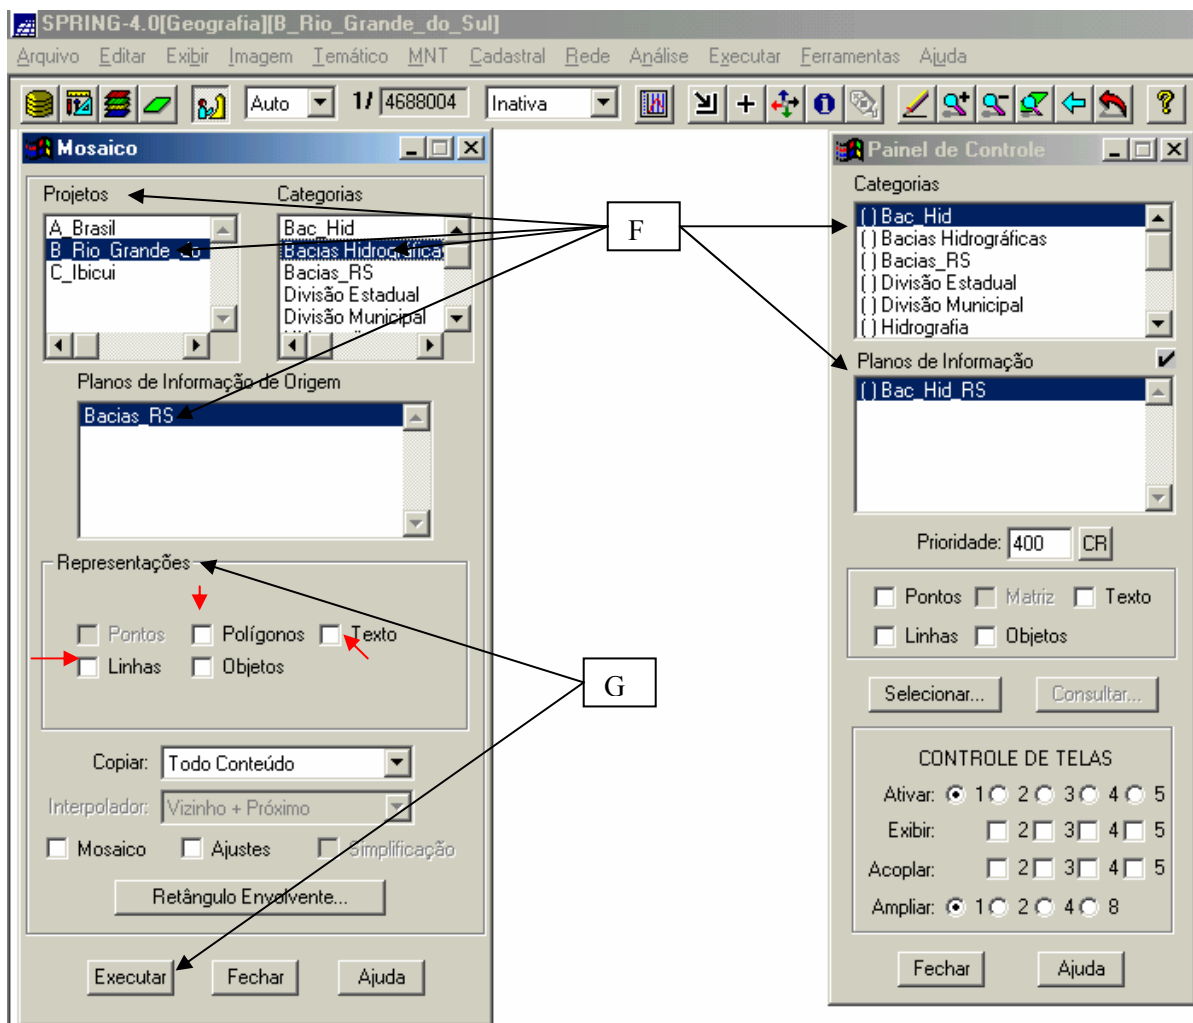 SPRING-4.0[Geografia][B_Rio_Grande_do_Sul]
Arquivo Editar Exibir Imagem Temático MNT Cadastral Rede Análise Executar Ferramentas Ajuda
Auto 1/ 4688004 Inativa
Mosaico
Projetos Categorias
A_Brasil
B_Rio_Grande_do
C_Ibicui
Bac_Hid
Bacias Hidrográfica
Bacias_RS
Divisão Estadual
Divisão Municipal
Planos de Informação de Origem
Bacias_RS
Representações
Pontos Polígonos Texto
Linhas Objetos
Copiar: Todo Conteúdo
Interpolador: Vizinho + Próximo
Mosaico Ajustes Simplificação
Retângulo Envolvente...
Executar Fechar Ajuda
F
G
Painel de Controle
Categorias
( ) Bac_Hid
( ) Bacias Hidrográficas
( ) Bacias_RS
( ) Divisão Estadual
( ) Divisão Municipal
( ) Hidrografia
Planos de Informação
( ) Bac_Hid_RS
Prioridade: 400 CR
Pontos Matriz Texto
Linhas Objetos
Selecionar... Consultar...
CONTROLE DE TELAS
Ativar: 1 2 3 4 5
Exibir: 2 3 4 5
Acoplar: 2 3 4 5
Ampliar: 1 2 4 8
Fechar Ajuda